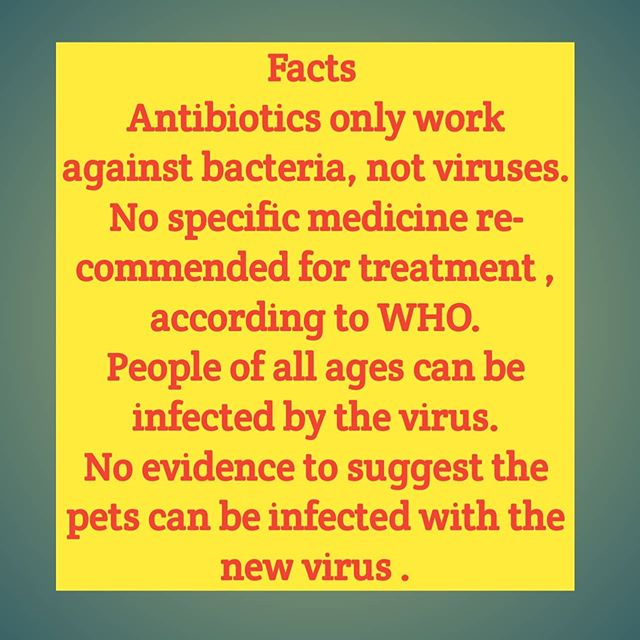 Facts
Antibiotics only work
against bacteria, not viruses.
No specific medicine re-
commended for treatment ,
according to WHO.
People of all ages can be
infected by the virus.
No evidence to suggest the
pets can be infected with the
new virus .